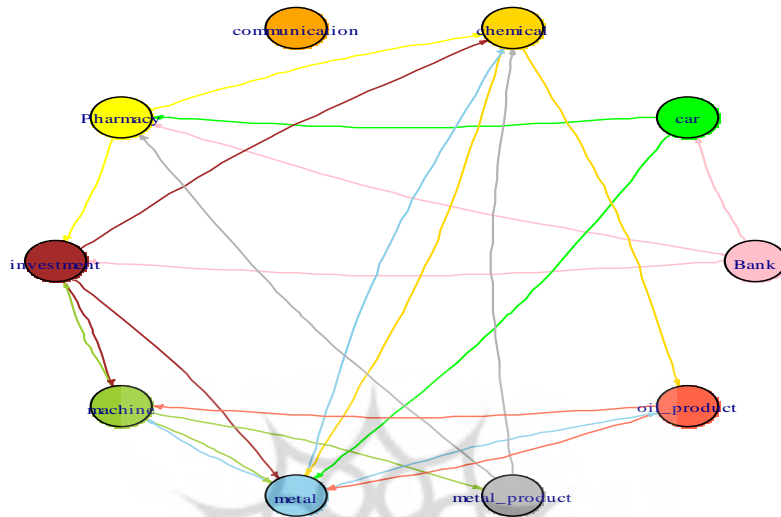 communication
chemical
Pharmacy
car
investment
Bank
machine
oil_product
metal
metal_product